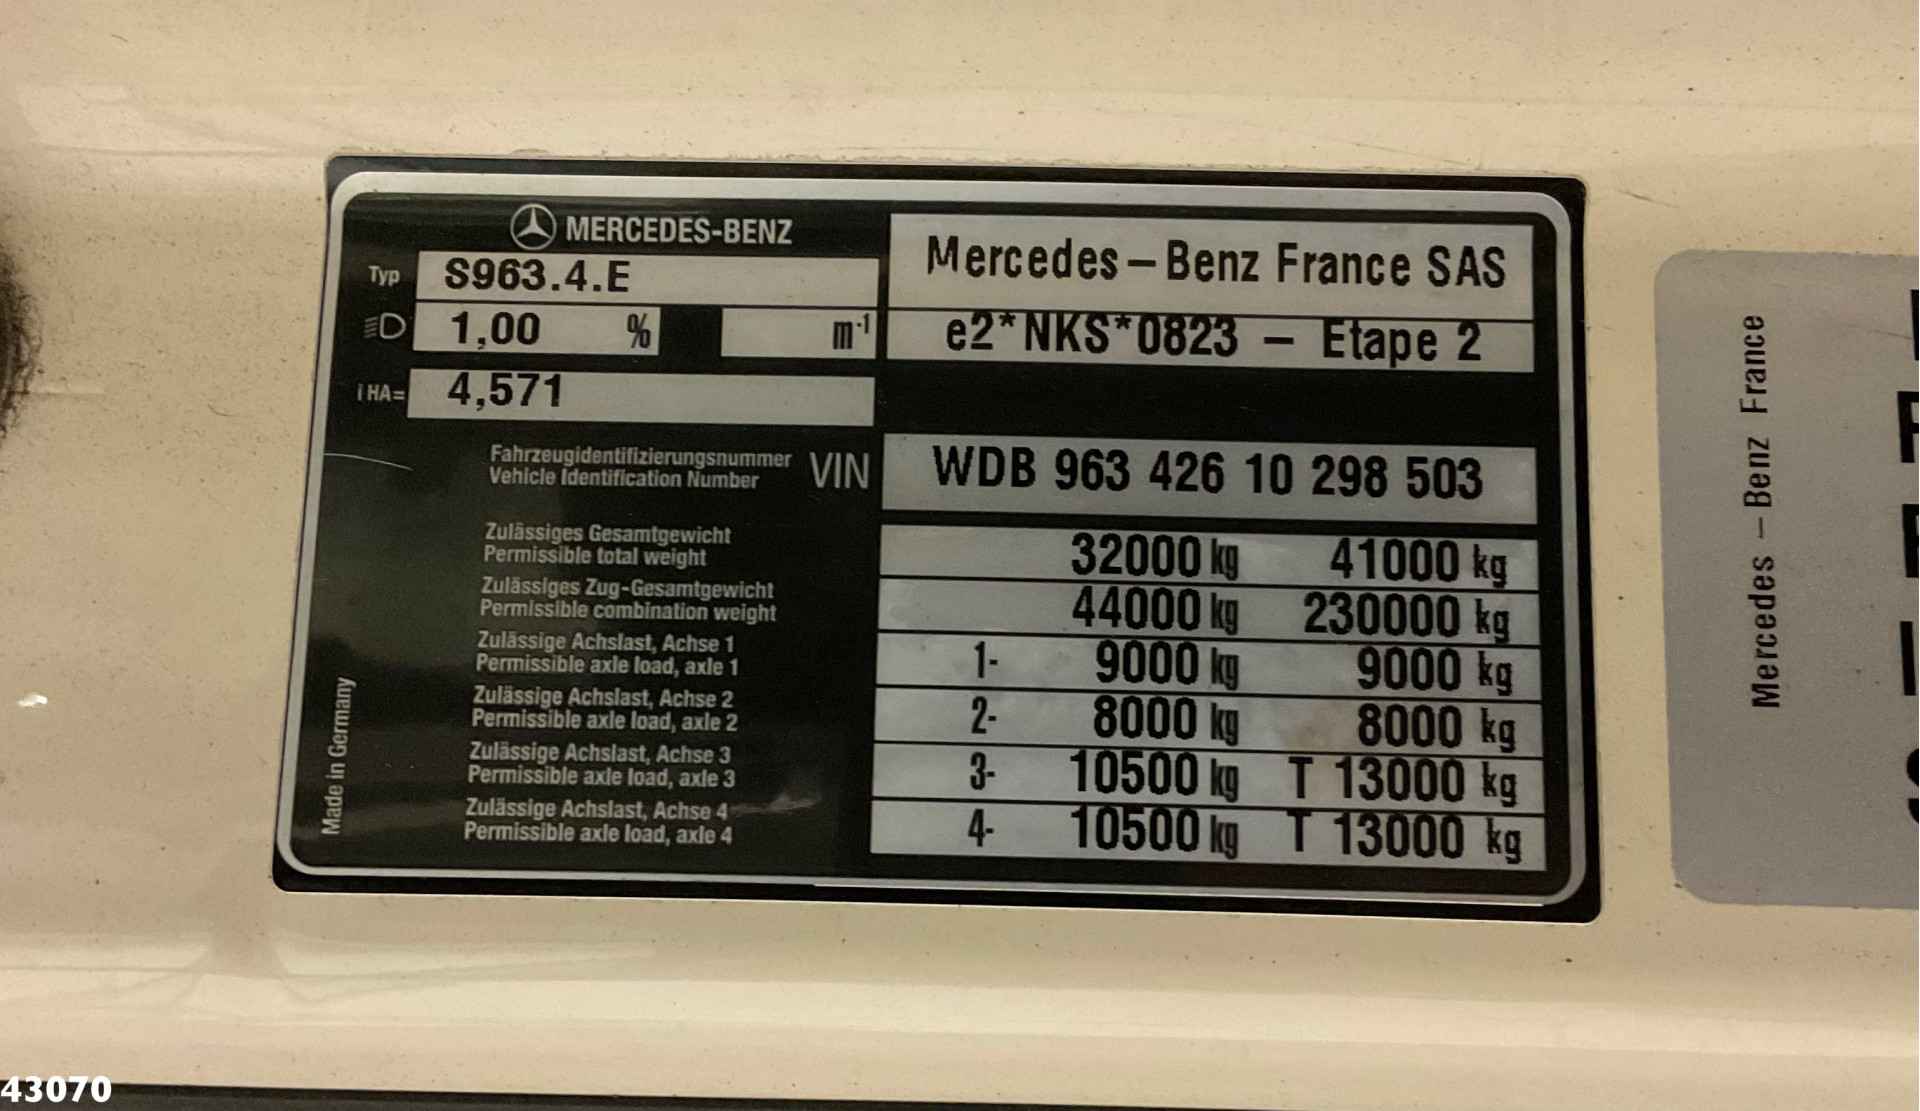 MERCEDES-BENZ
Typ S963.4.E
1,00 % m-1
i HA= 4,571
Mercedes-Benz France SAS
e2*NKS*0823 - Etape 2
Fahrzeugidentifizierungsnummer
Vehicle Identification Number
VIN WDB 963 426 10 298 503
Zulässiges Gesamtgewicht
Permissible total weight
32000 kg 41000 kg
Zulässiges Zug-Gesamtgewicht
Permissible combination weight
44000 kg 230000 kg
Zulässige Achslast, Achse 1
Permissible axle load, axle 1
1- 9000 kg 9000 kg
Zulässige Achslast, Achse 2
Permissible axle load, axle 2
2- 8000 kg 8000 kg
Zulässige Achslast, Achse 3
Permissible axle load, axle 3
3- 10500 kg T 13000 kg
Zulässige Achslast, Achse 4
Permissible axle load, axle 4
4- 10500 kg T 13000 kg
Made in Germany
Mercedes-Benz France
43070